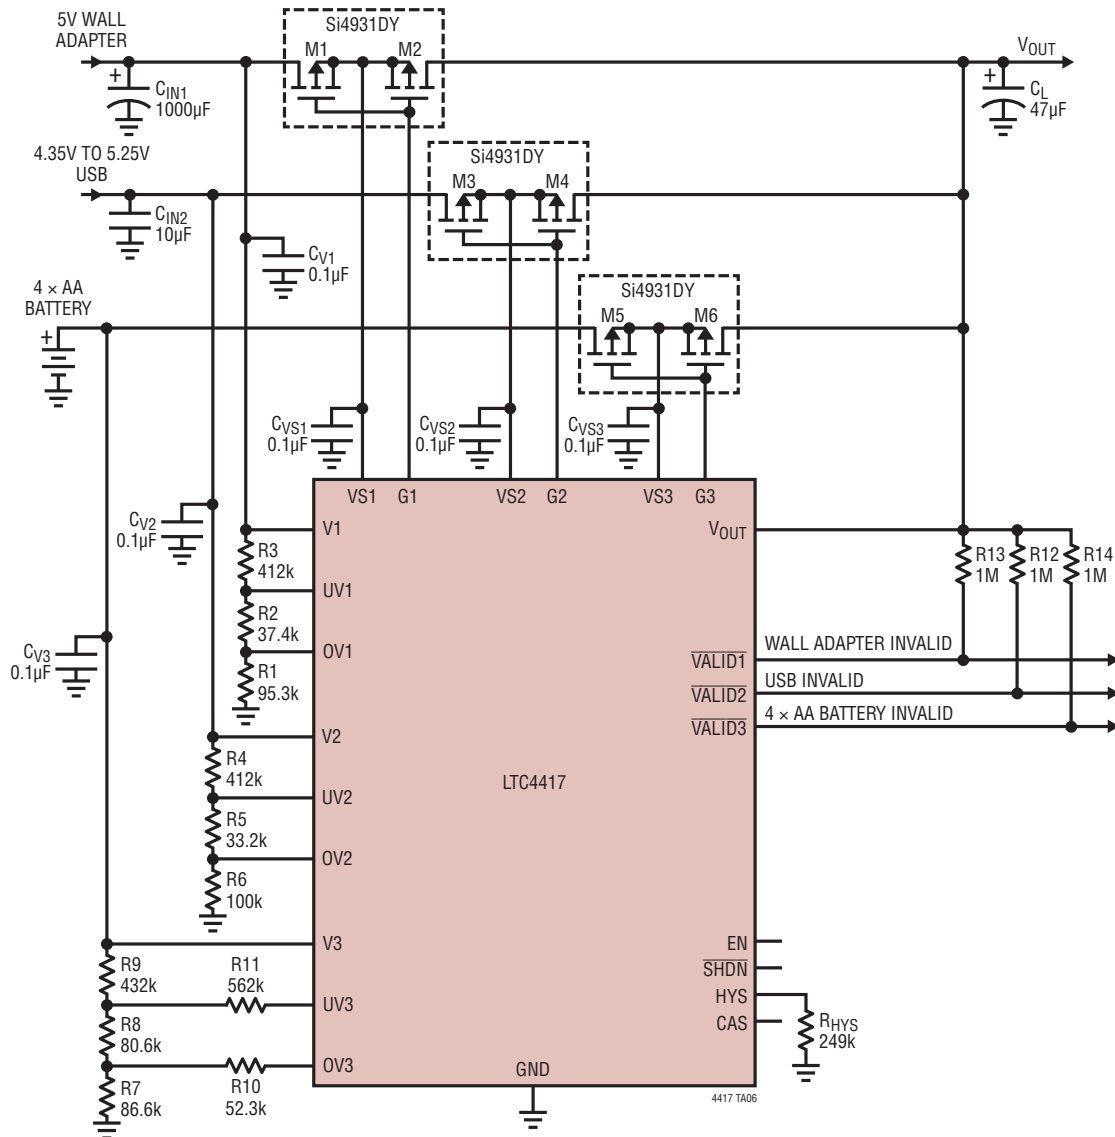 5V WALL
ADAPTER
Si4931DY
M1
M2
VOUT
+
CIN1
1000µF
+
CL
47µF
4.35V TO 5.25V
USB
Si4931DY
M3
M4
CIN2
10µF
CV1
0.1µF
4 × AA
BATTERY
+
Si4931DY
M5
M6
CVS1
0.1µF
CVS2
0.1µF
CVS3
0.1µF
VS1
G1
VS2
G2
VS3
G3
CV2
0.1µF
V1
VOUT
R3
412k
R13
1M
R12
1M
R14
1M
UV1
R2
37.4k
CV3
0.1µF
OV1
R1
95.3k
VALID1
WALL ADAPTER INVALID
VALID2
USB INVALID
VALID3
4 × AA BATTERY INVALID
V2
R4
412k
LTC4417
UV2
R5
33.2k
OV2
R6
100k
V3
EN
R9
432k
R11
562k
SHDN
UV3
HYS
R8
80.6k
CAS
RHYS
249k
OV3
R7
86.6k
R10
52.3k
GND
4417 TA06